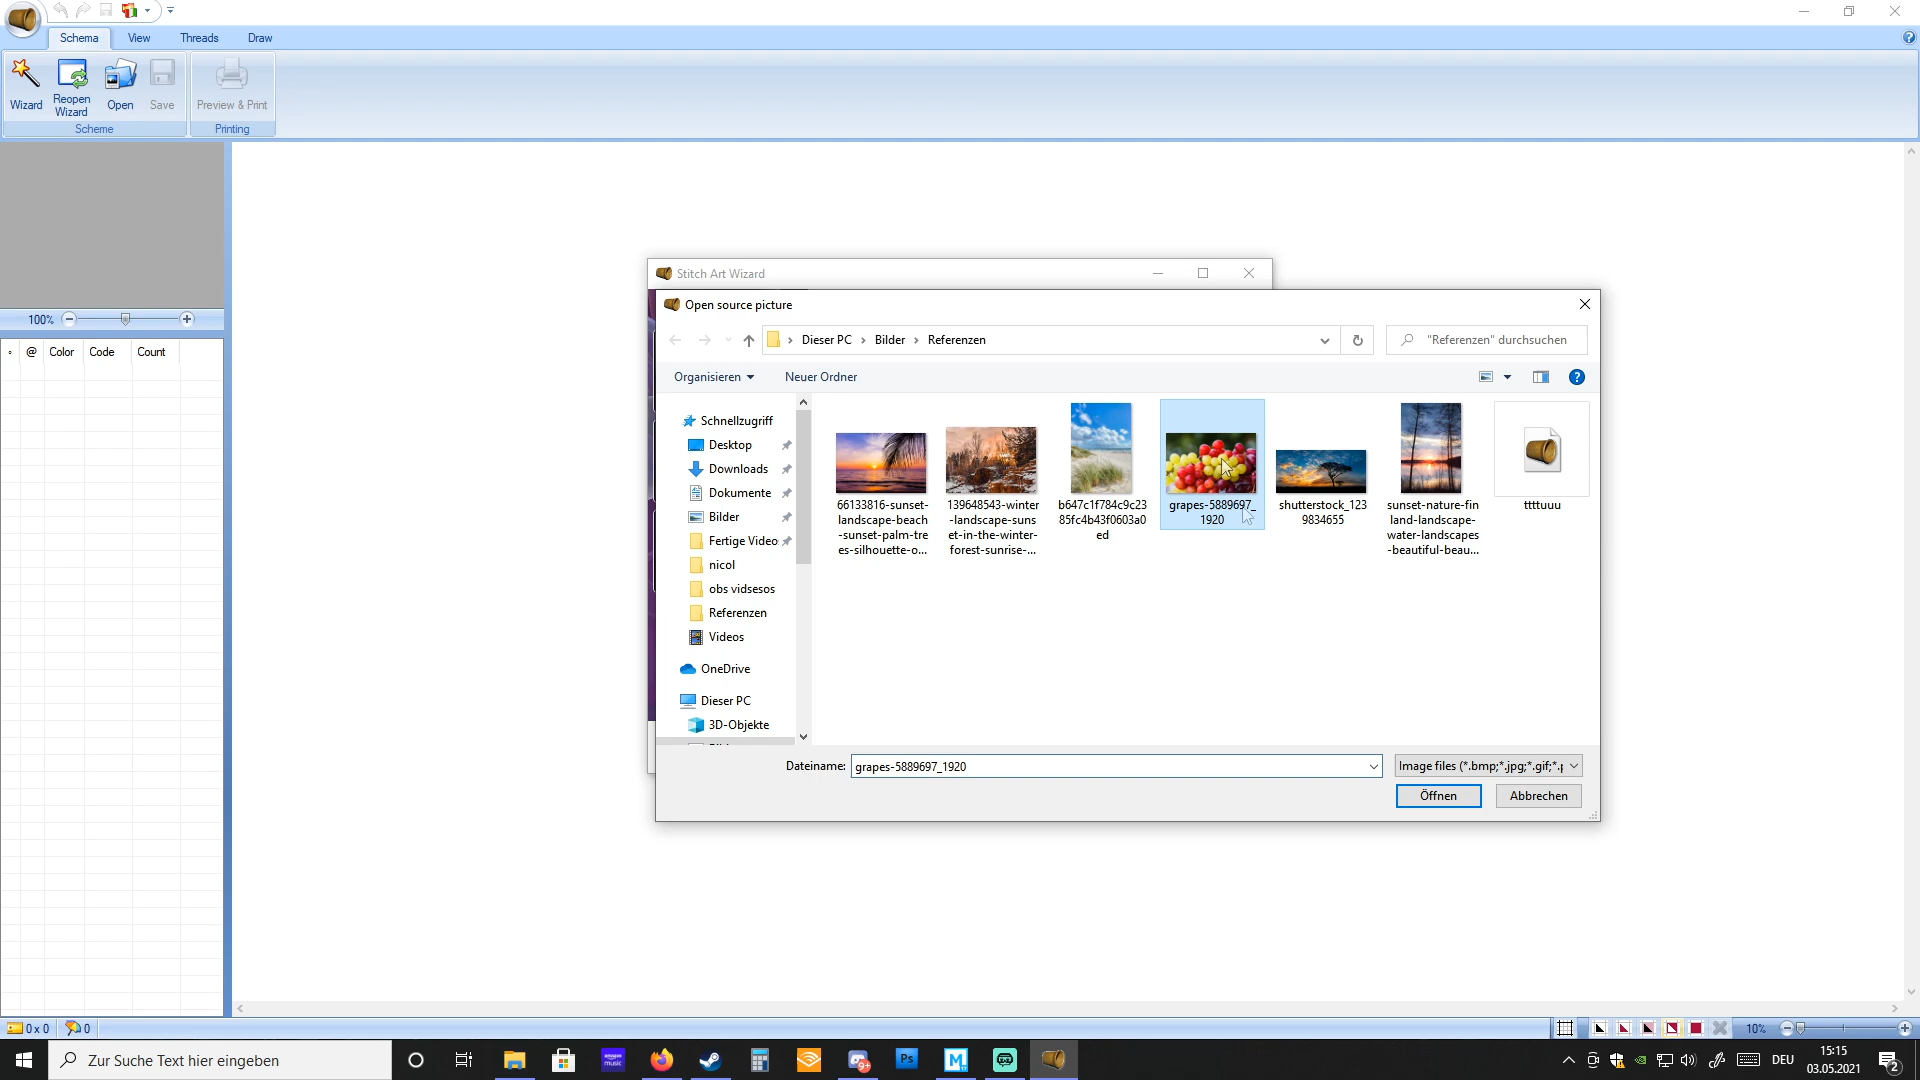 Schema View Threads Draw
Wizard Reopen Wizard Open Save Preview & Print
Scheme Printing
100%
@ Color Code Count
Stitch Art Wizard
Open source picture
Dieser PC Bilder Referenzen
"Referenzen" durchsuchen
Organisieren Neuer Ordner
Schnellzugriff
Desktop
Downloads
Dokumente
Bilder
Fertige Video
nicol
obs vidsesos
Referenzen
Videos
OneDrive
Dieser PC
3D-Objekte
66133816-sunset-
landscape-beach
-sunset-palm-tre
es-silhouette-o...
139648543-winter
-landscape-suns
et-in-the-winter-
forest-sunrise-...
b647c1f784c9c23
85fc4b43f0603a0
ed
grapes-5889697_
1920
shutterstock_123
9834655
sunset-nature-fin
land-landscape-
water-landscapes
-beautiful-beau...
ttttuuu
Dateiname: grapes-5889697_1920
Image files (*.bmp;*.jpg;*.gif;*.p
Öffnen Abbrechen
0 x 0 0
10%
Zur Suche Text hier eingeben
amazon music
9+
Ps
M
DEU
15:15
03.05.2021
2